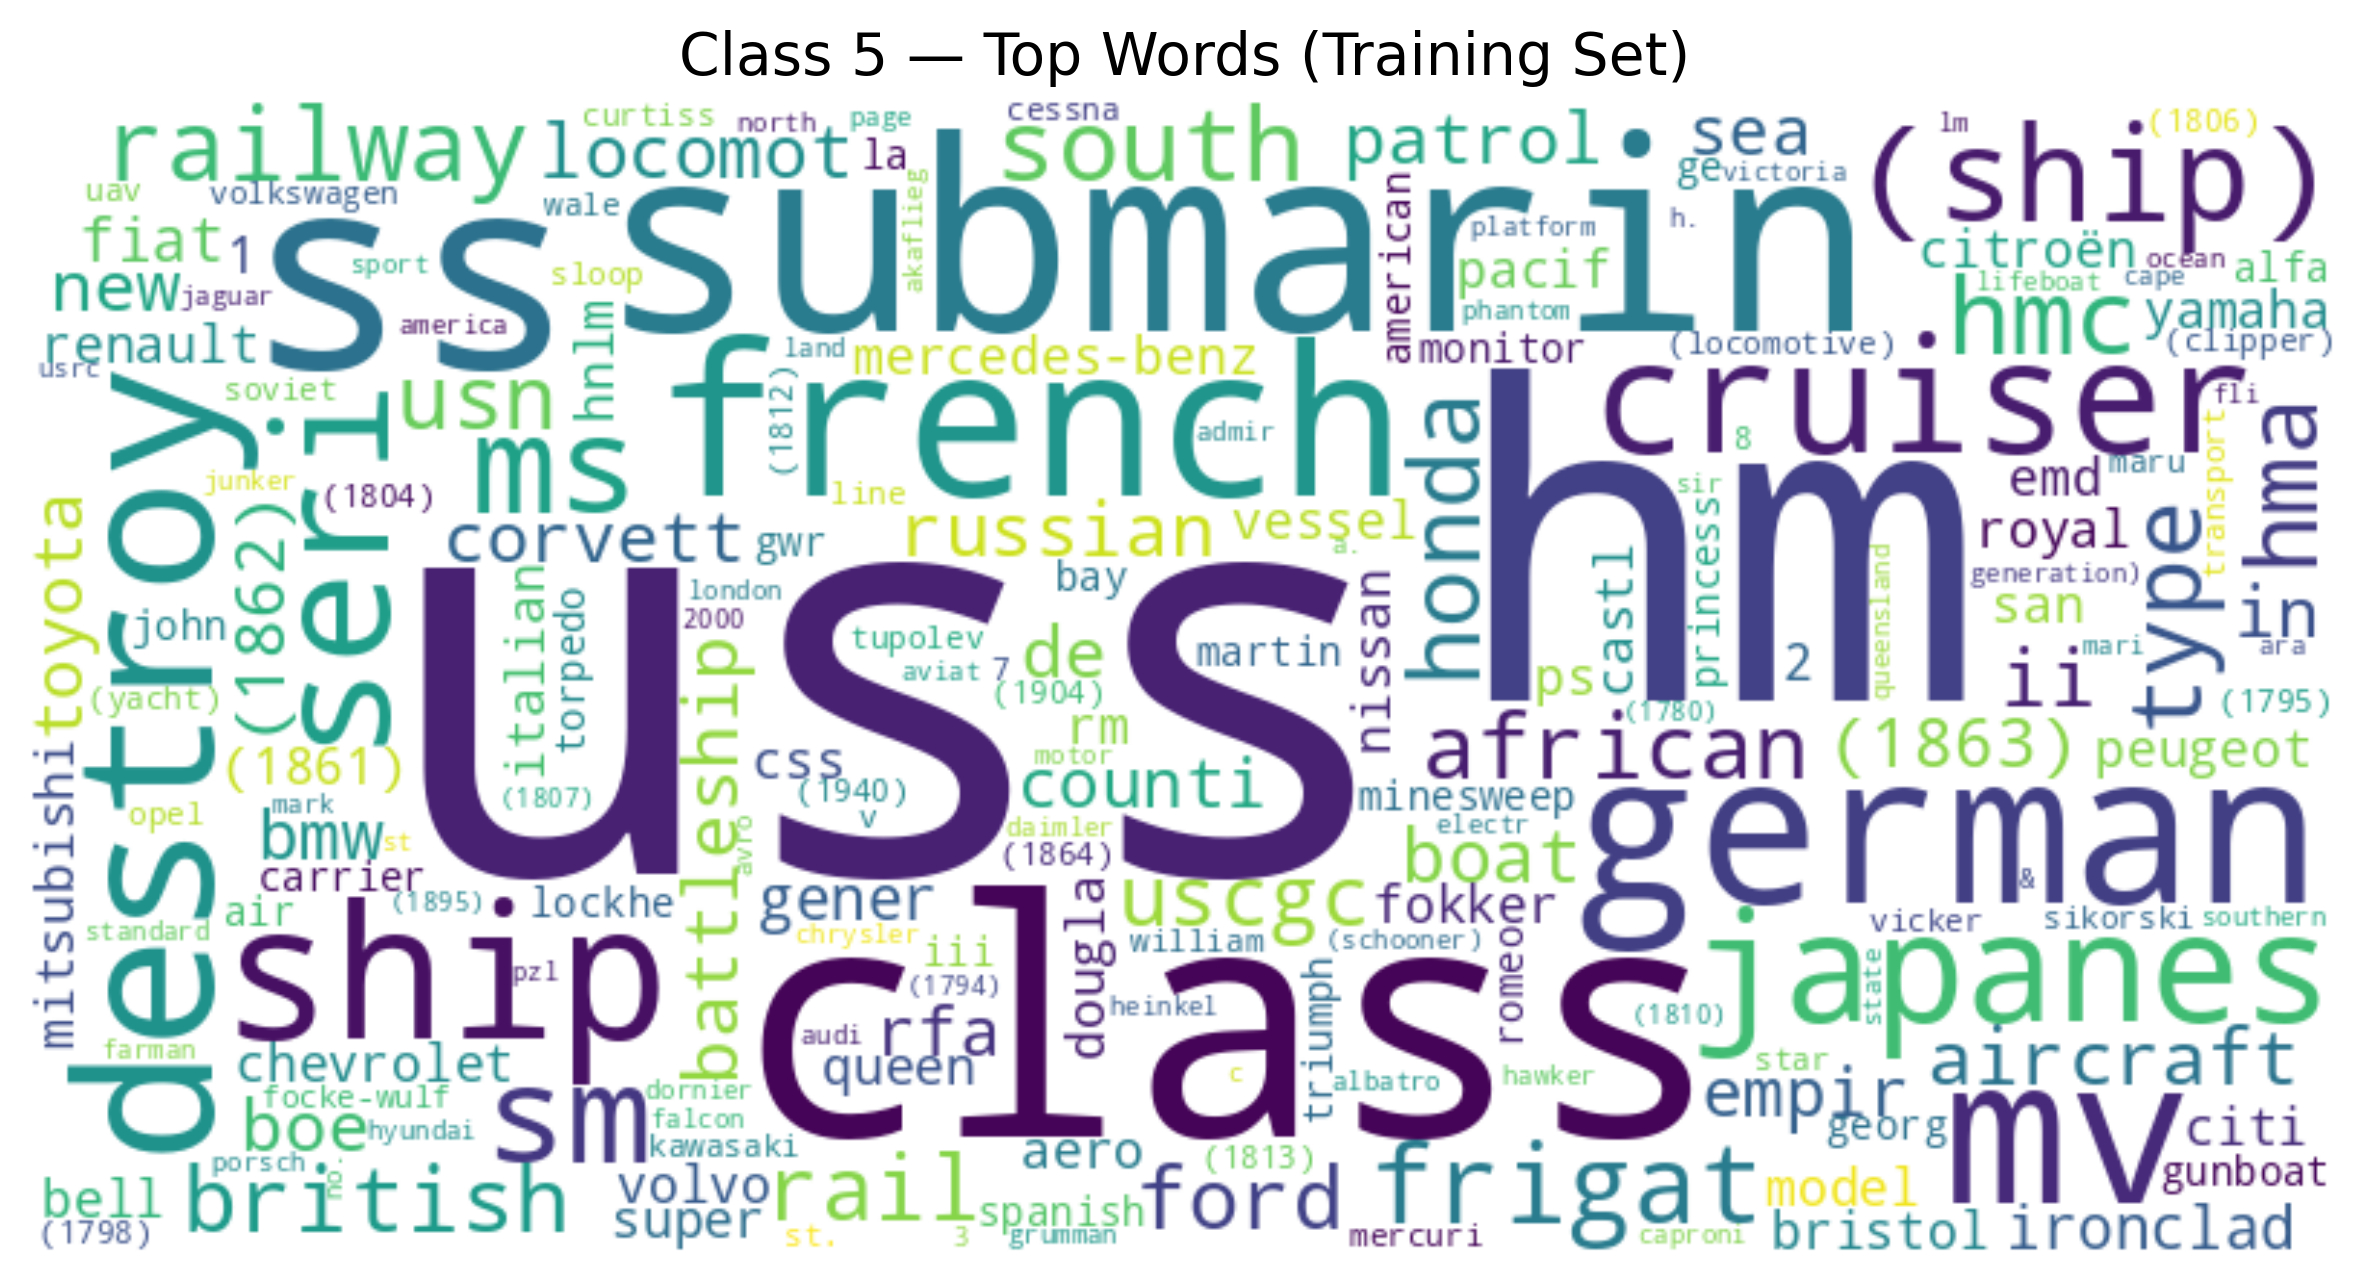 Class 5 — Top Words (Training Set)
railway
curtiss
north
page
cessna
locomot
la
south
patrol
sea
lm
(1806)
(ship)
uav
volkswagen
wale
akaflieg
submarin
american
ge
victoria
h.
platform
fiat
1
ss
sport
sloop
pacif
citroën
ocean
alfa
new
jaguar
america
hnlm
phantom
lifeboat
cape
hmc
yamaha
renault
usrc
land
mercedes-benz
monitor
(locomotive)
(clipper)
soviet
seri
usn
french
(1812)
admir
honda
hm
cruiser
8
fli
transport
hma
destroy
ms
junker
(1804)
line
sir
emd
maru
toyota
(1862)
corvett
gwr
russian
vessel
a.
castl
princess
queensland
royal
type
generation)
in
john
italian
torpedo
london
2000
bay
uss
tupolev
aviat
7
de
martin
nissan
ps
2
san
ii
mari
ara
(yacht)
battleship
(1904)
rm
(1780)
(1795)
mitsubishi
(1861)
(1807)
css
(1940)
v
motor
counti
african
(1863)
peugeot
opel
mark
bmw
st
avro
daimler
(1864)
minesweep
electr
boat
german
&
carrier
air
(1895)
lockhe
gener
uscgc
fokker
standard
ship
pzl
chrysler
iii
dougla
william
(schooner)
romeo
vicker
sikorski
southern
(1794)
class
heinkel
triumph
(1810)
state
japanes
farman
audi
rfa
queen
chevrolet
c
albatro
hawker
star
aircraft
focke-wulf
sm
dornier
falcon
empir
georg
mv
boe
hyundai
kawasaki
citi
porsch
no.
aero
(1813)
frigat
gunboat
bell
british
volvo
rail
ford
model
(1798)
super
st.
3
spanish
grumman
mercuri
caproni
bristol
ironclad